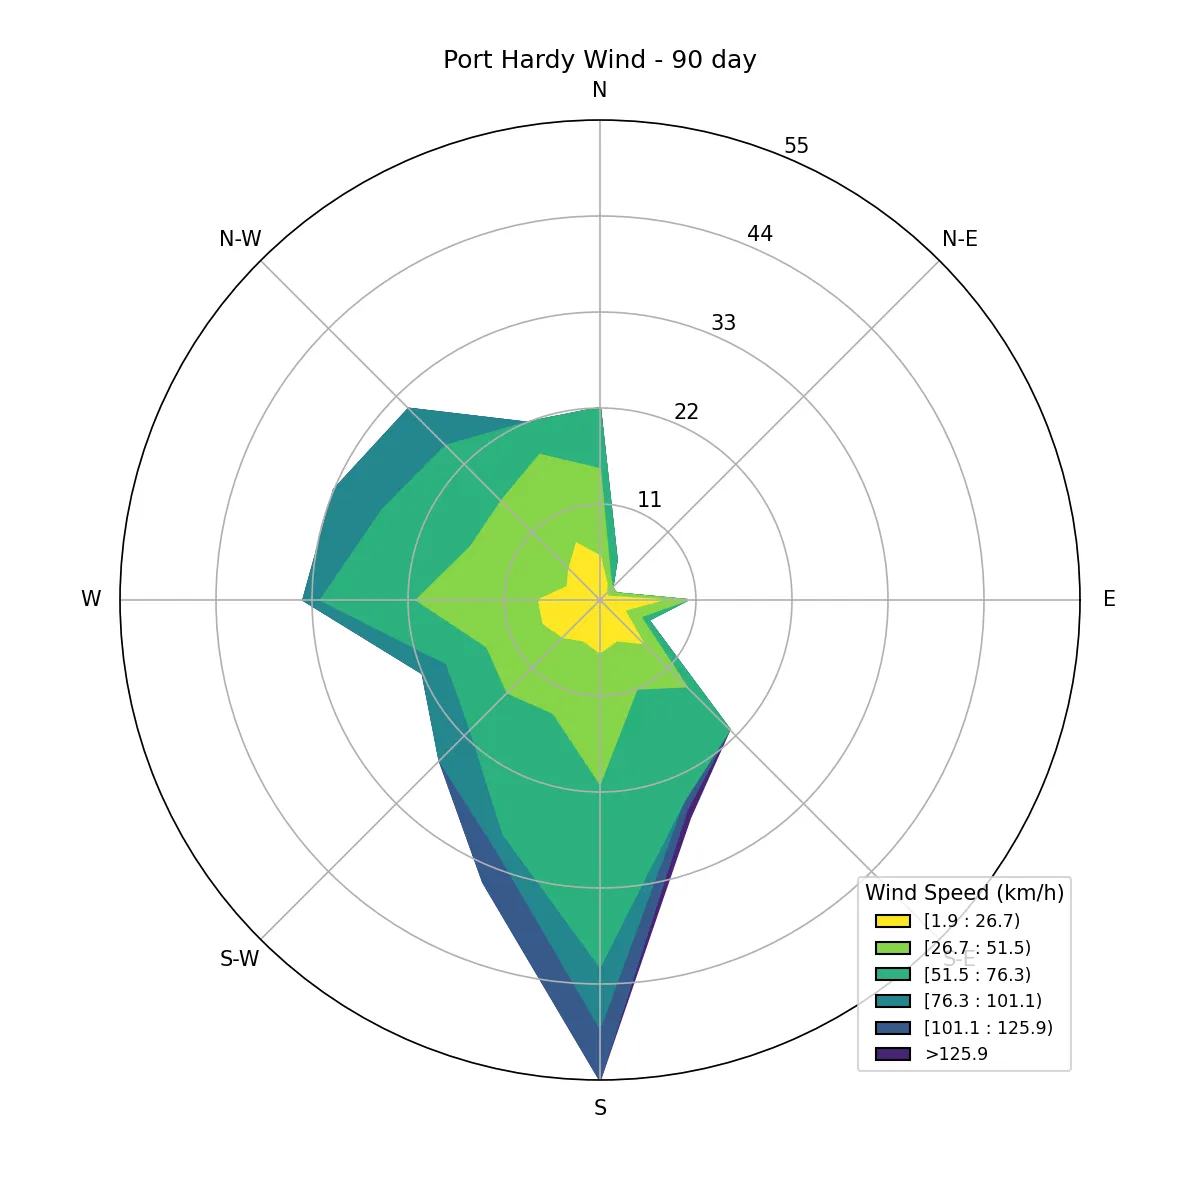 Port Hardy Wind - 90 day
N
55
N-W
44
N-E
33
22
11
W
E
Wind Speed (km/h)
[1.9 : 26.7)
[26.7 : 51.5)
S-W
S-E
[51.5 : 76.3)
[76.3 : 101.1)
[101.1 : 125.9)
>125.9
S